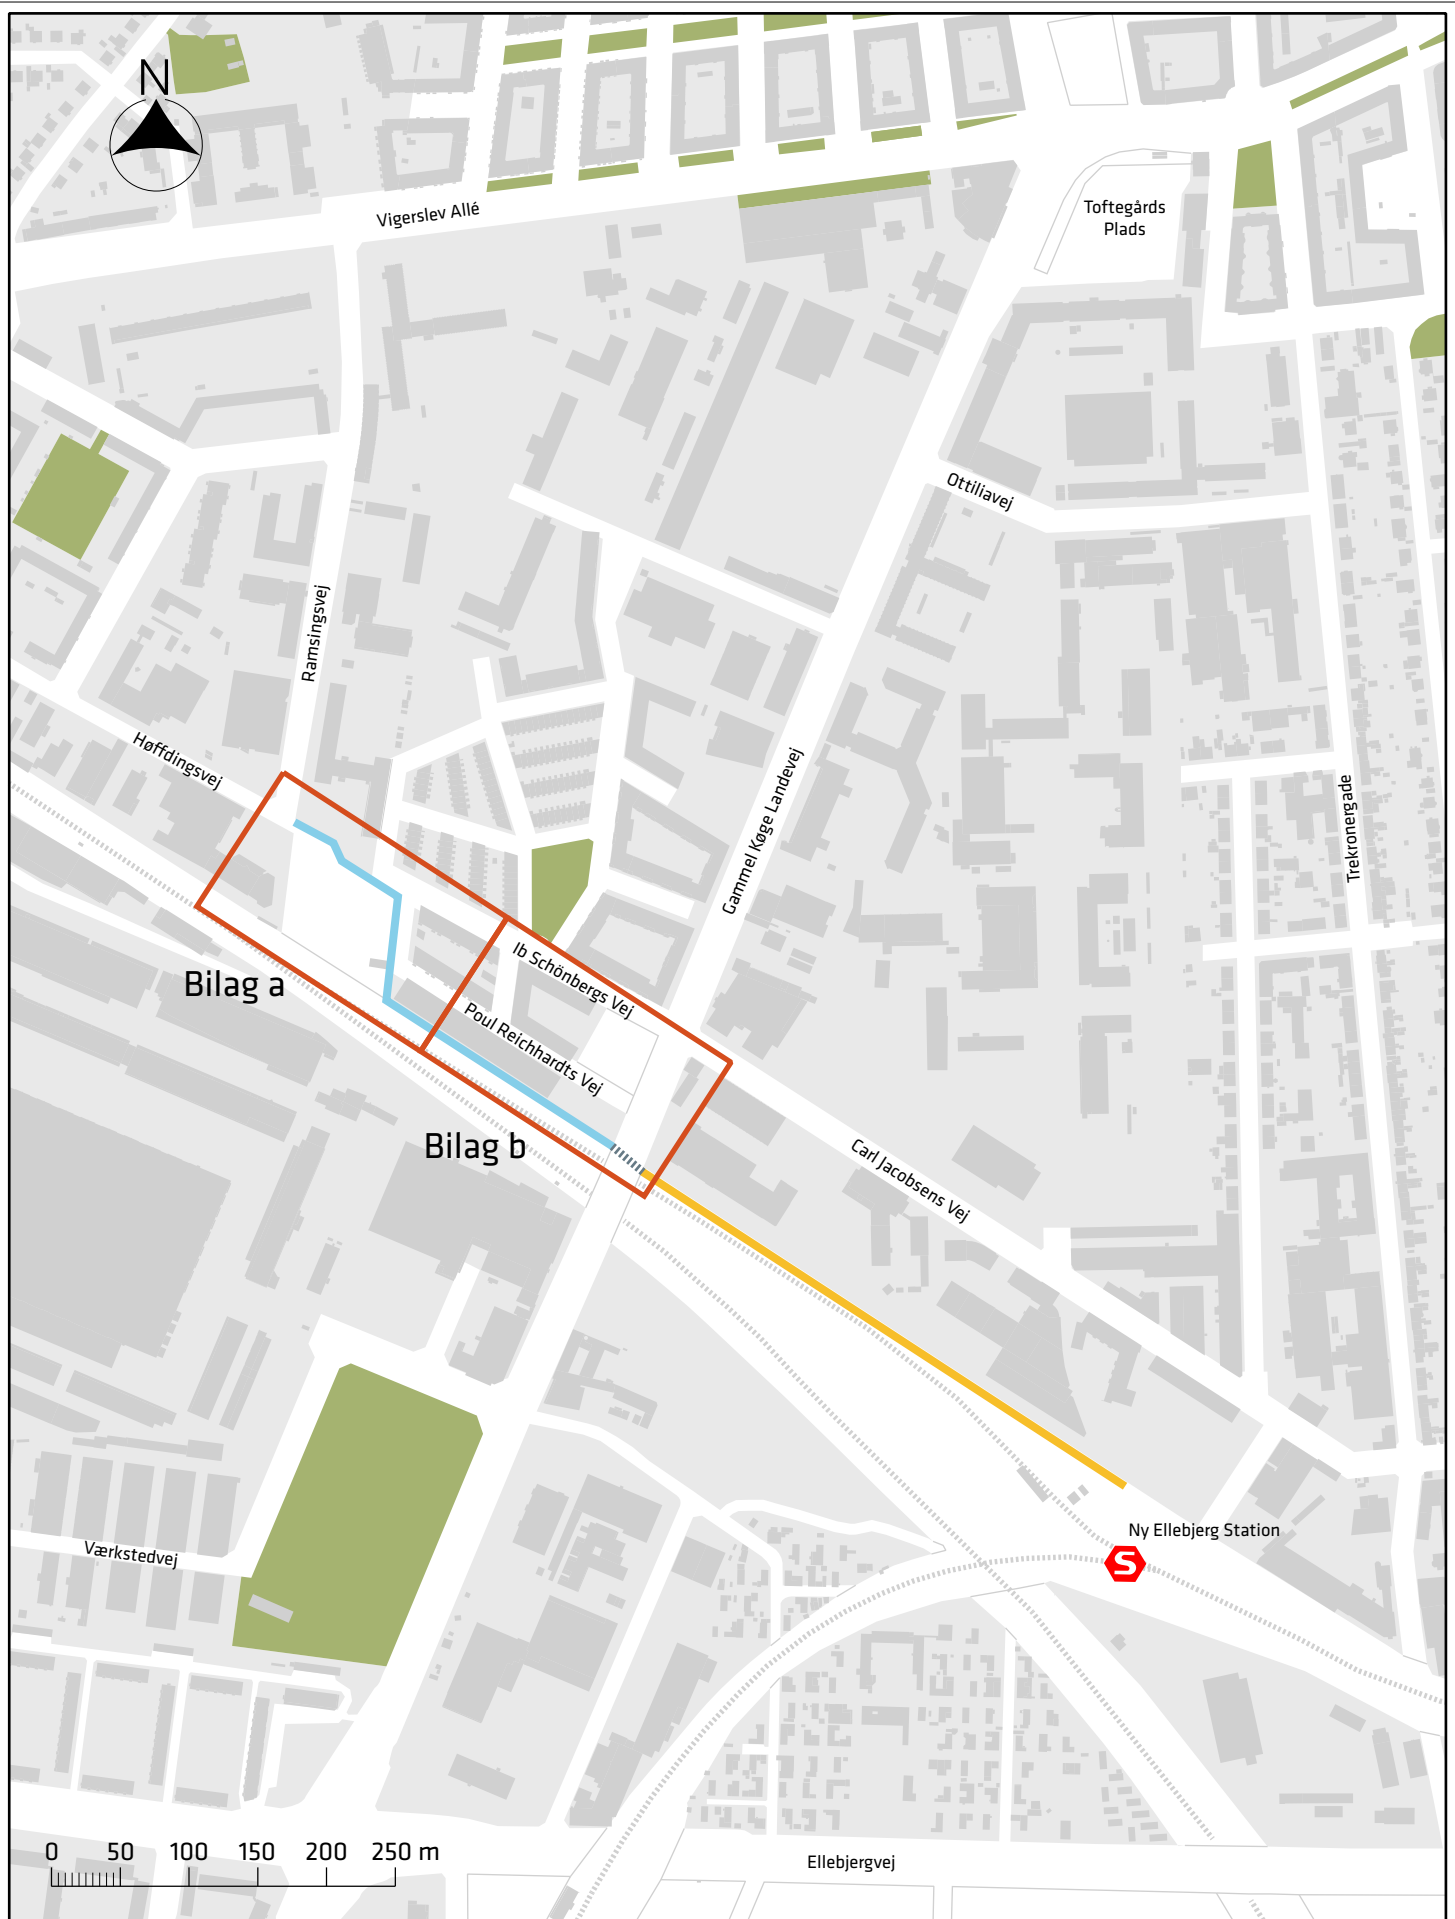 N
Vigerslev Allé
Toftegårds
Plads
Ottiliavej
Ramsingsvej
Høffdingsvej
Gammel Køge Landevej
Trekronergade
Ib Schönbergs Vej
Bilag a
Poul Reichhardts Vej
Bilag b
Carl Jacobsens Vej
Ny Ellebjerg Station
S
Værkstedvej
0 50 100 150 200 250 m
Ellebjergvej